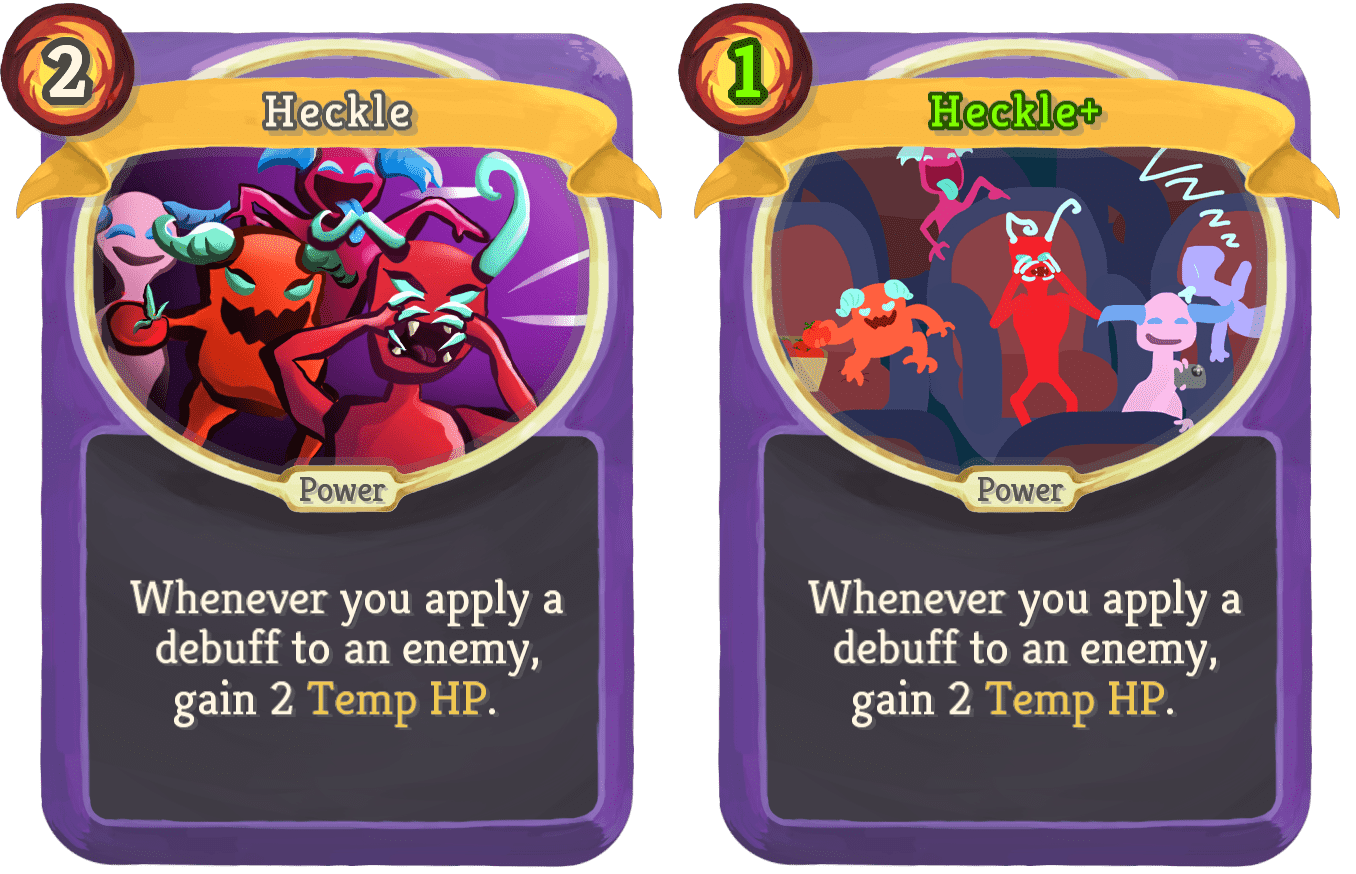 2
Heckle
Power
Whenever you apply a
debuff to an enemy,
gain 2 Temp HP.
1
Heckle+
Power
Whenever you apply a
debuff to an enemy,
gain 2 Temp HP.